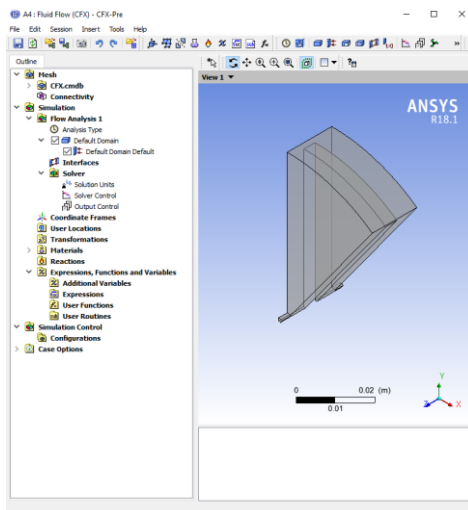 A4 : Fluid Flow (CFX) - CFX-Pre
File Edit Session Insert Tools Help
Outline
Mesh
CFX.cmdb
Connectivity
Simulation
Flow Analysis 1
Analysis Type
Default Domain
Default Domain Default
Interfaces
Solver
Solution Units
Solver Control
Output Control
Coordinate Frames
User Locations
Transformations
Materials
Reactions
Expressions, Functions and Variables
Additional Variables
Expressions
User Functions
User Routines
Simulation Control
Configurations
Case Options
View 1
ANSYS
R18.1
0 0.02 (m)
0.01
Y
Z X